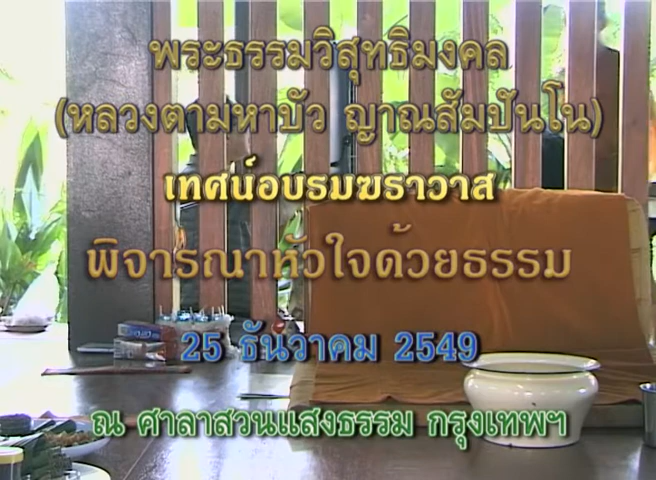 พระธรรมวิสุทธิมงคล
(หลวงตามหาบัว ญาณสัมปันโน)
เทศน์อบรมฆราวาส
พิจารณาหัวใจด้วยธรรม
25 ธันวาคม 2549
ณ ศาลาสวนแสงธรรม กรุงเทพฯ